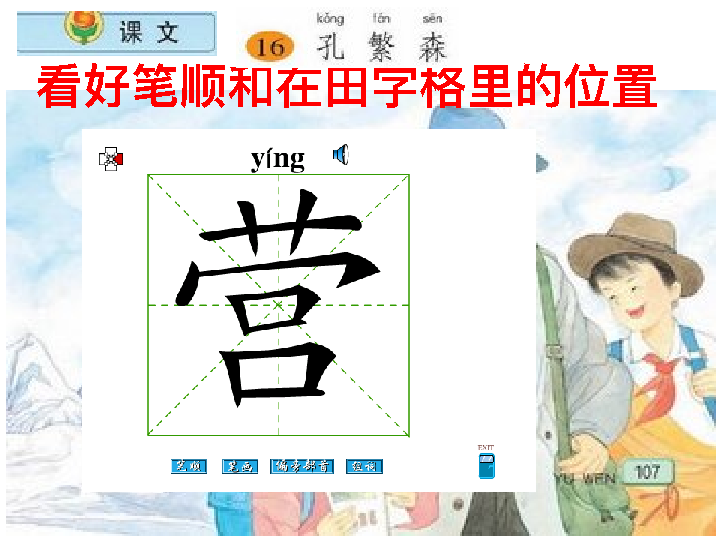 课文
kǒng fán sēn
16 孔繁森
看好笔顺和在田字格里的位置
yíng
营
EXIT
笔顺 笔画 偏旁部首 组词
YU WEN 107